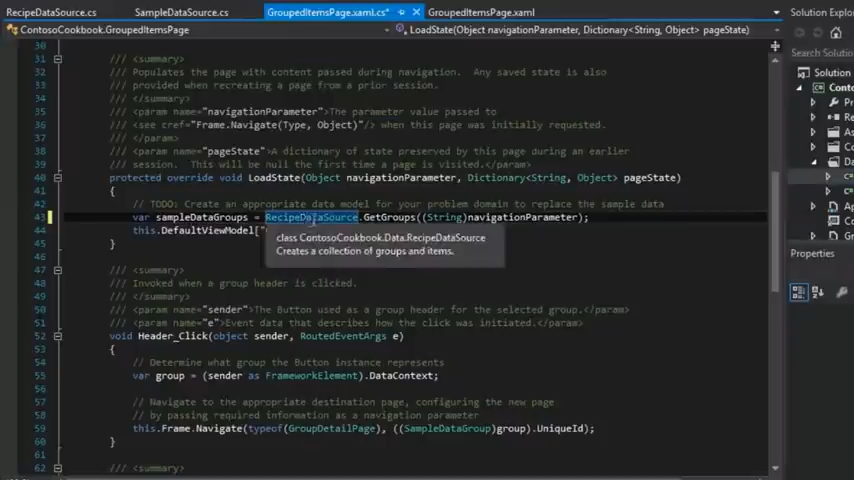 RecipeDataSource.cs
SampleDataSource.cs
GroupedItemsPage.xaml.cs*
GroupedItemsPage.xaml
ContosoCookbook.GroupedItemsPage
LoadState(Object navigationParameter, Dictionary<String, Object> pageState)
Solution Explorer
Search Solution
Solution
Conto
Pr
Re
As
Co
Da
c
Gr
Properties
30
31 /// <summary>
32 /// Populates the page with content passed during navigation.  Any saved state is also
33 /// provided when recreating a page from a prior session.
34 /// </summary>
35 /// <param name="navigationParameter">The parameter value passed to
36 /// <see cref="Frame.Navigate(Type, Object)"/> when this page was initially requested.
37 /// </param>
38 /// <param name="pageState">A dictionary of state preserved by this page during an earlier
39 /// session.  This will be null the first time a page is visited.</param>
40 protected override void LoadState(Object navigationParameter, Dictionary<String, Object> pageState)
41 {
42 // TODO: Create an appropriate data model for your problem domain to replace the sample data
43 var sampleDataGroups = RecipeDataSource.GetGroups((String)navigationParameter);
44 this.DefaultViewModel["
class ContosoCookbook.Data.RecipeDataSource
Creates a collection of groups and items.
45 }
46
47 /// <summary>
48 /// Invoked when a group header is clicked.
49 /// </summary>
50 /// <param name="sender">The Button used as a group header for the selected group.</param>
51 /// <param name="e">Event data that describes how the click was initiated.</param>
52 void Header_Click(object sender, RoutedEventArgs e)
53 {
54 // Determine what group the Button instance represents
55 var group = (sender as FrameworkElement).DataContext;
56
57 // Navigate to the appropriate destination page, configuring the new page
58 // by passing required information as a navigation parameter
59 this.Frame.Navigate(typeof(GroupDetailPage), ((SampleDataGroup)group).UniqueId);
60 }
61
62 /// <summary>